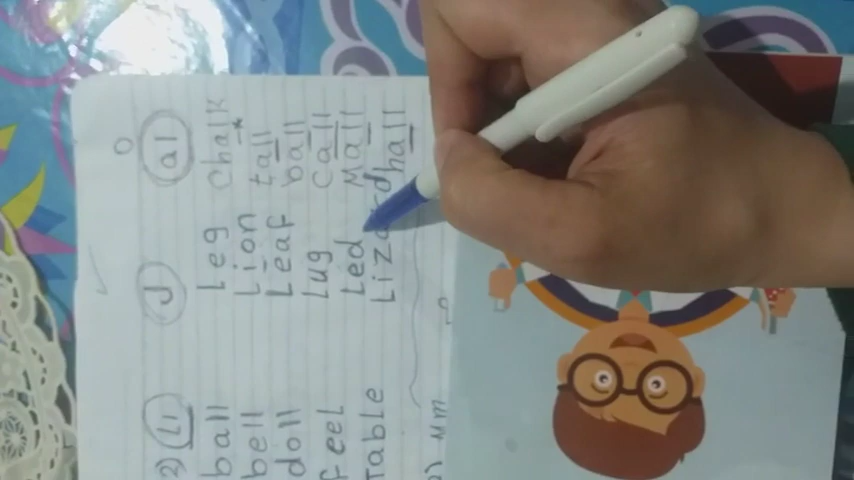 2) Ll ل al
ball Leg chalk
bell Lion tall
doll Leaf ball
feel Lug call
Table Led Mall
Lizard hall
Mm